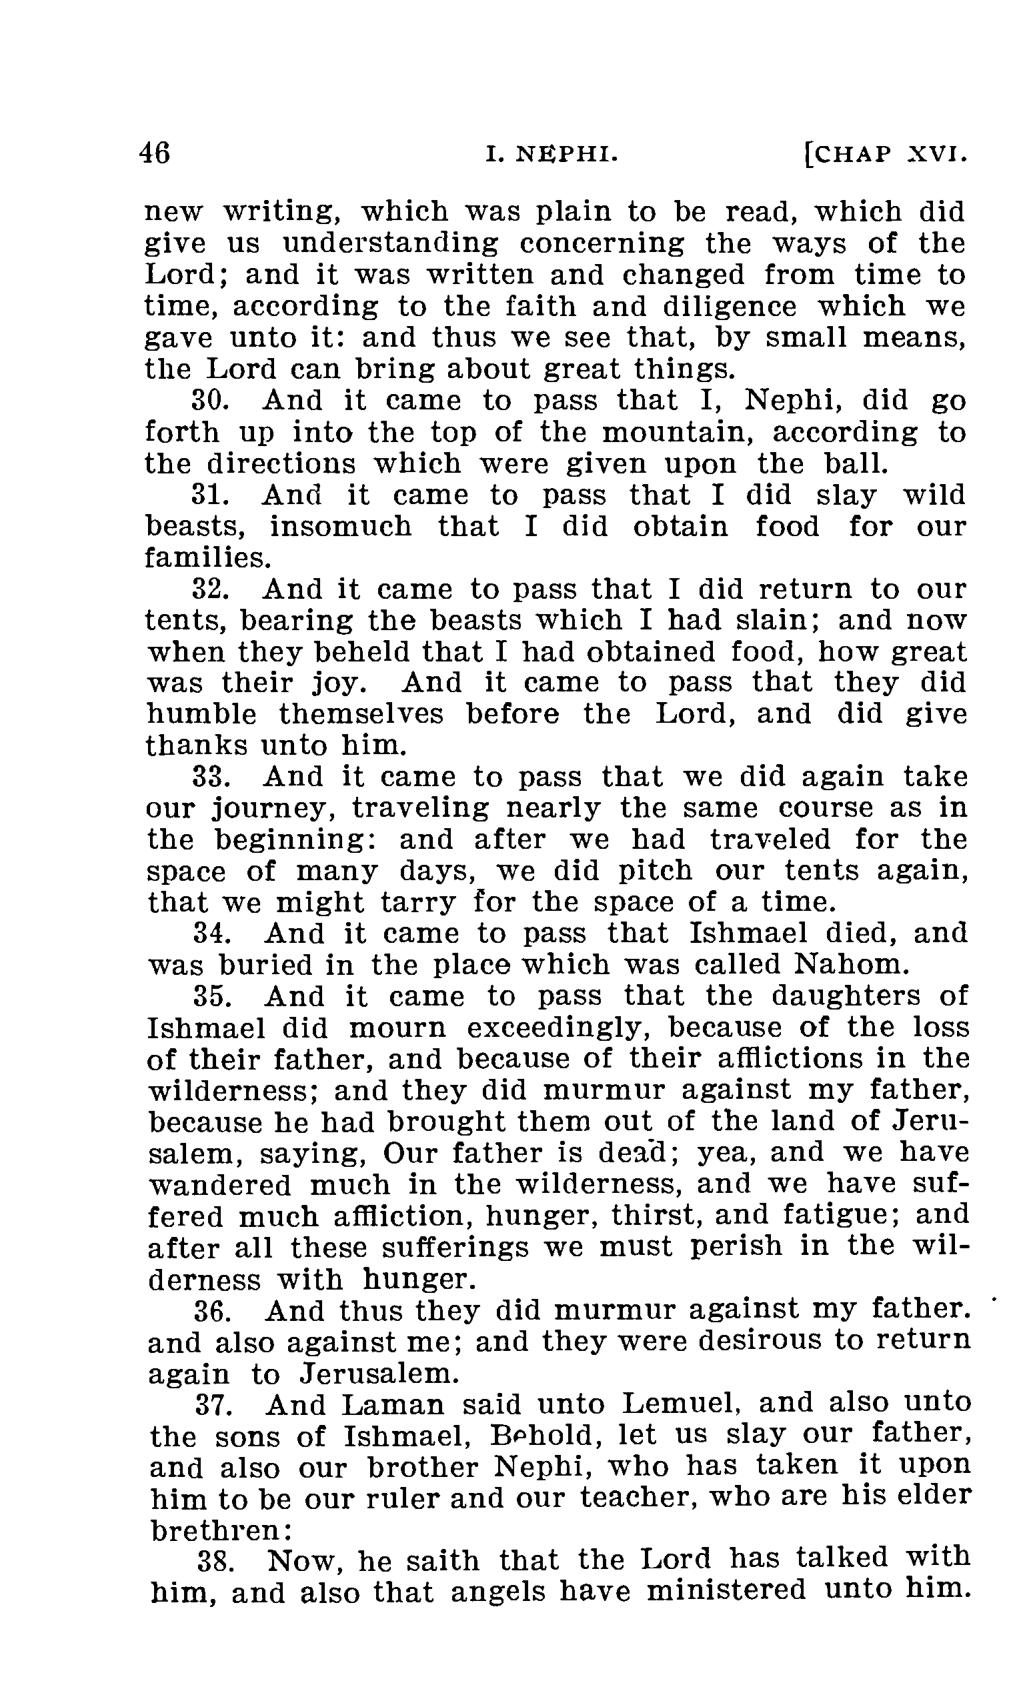 46 I. NEPHI. [CHAP XVI.
new writing, which was plain to be read, which did
give us understanding concerning the ways of the
Lord; and it was written and changed from time to
time, according to the faith and diligence which we
gave unto it: and thus we see that, by small means,
the Lord can bring about great things.
30. And it came to pass that I, Nephi, did go
forth up into the top of the mountain, according to
the directions which were given upon the ball.
31. And it came to pass that I did slay wild
beasts, insomuch that I did obtain food for our
families.
32. And it came to pass that I did return to our
tents, bearing the beasts which I had slain; and now
when they beheld that I had obtained food, how great
was their joy. And it came to pass that they did
humble themselves before the Lord, and did give
thanks unto him.
33. And it came to pass that we did again take
our journey, traveling nearly the same course as in
the beginning: and after we had traveled for the
space of many days, we did pitch our tents again,
that we might tarry for the space of a time.
34. And it came to pass that Ishmael died, and
was buried in the place which was called Nahom.
35. And it came to pass that the daughters of
Ishmael did mourn exceedingly, because of the loss
of their father, and because of their afflictions in the
wilderness; and they did murmur against my father,
because he had brought them out of the land of Jeru-
salem, saying, Our father is dead; yea, and we have
wandered much in the wilderness, and we have suf-
fered much affliction, hunger, thirst, and fatigue; and
after all these sufferings we must perish in the wil-
derness with hunger.
36. And thus they did murmur against my father.
and also against me; and they were desirous to return
again to Jerusalem.
37. And Laman said unto Lemuel, and also unto
the sons of Ishmael, Behold, let us slay our father,
and also our brother Nephi, who has taken it upon
him to be our ruler and our teacher, who are his elder
brethren:
38. Now, he saith that the Lord has talked with
him, and also that angels have ministered unto him.